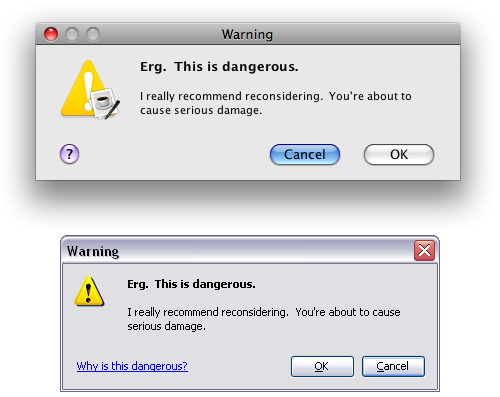 Warning
Erg.  This is dangerous.
I really recommend reconsidering.  You're about to
cause serious damage.
?
Cancel
OK
Warning
Erg.  This is dangerous.
I really recommend reconsidering.  You're about to cause
serious damage.
Why is this dangerous?
OK
Cancel